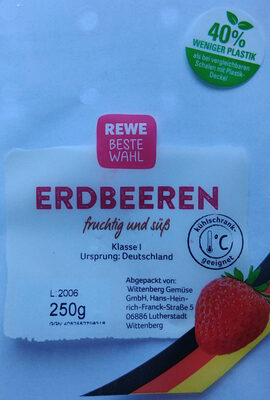 40%
WENIGER PLASTIK
als bei vergleichbaren
Schalen mit Plastik-
Deckel
REWE
BESTE
WAHL
ERDBEEREN
fruchtig und süß
Klasse I
Ursprung: Deutschland
kühlschrank-
°C
geeignet
L: 2006
250g
Abgepackt von:
Wittenberg Gemüse
GmbH, Hans-Hein-
rich-Franck-Straße 5
06886 Lutherstadt
Wittenberg
GGN